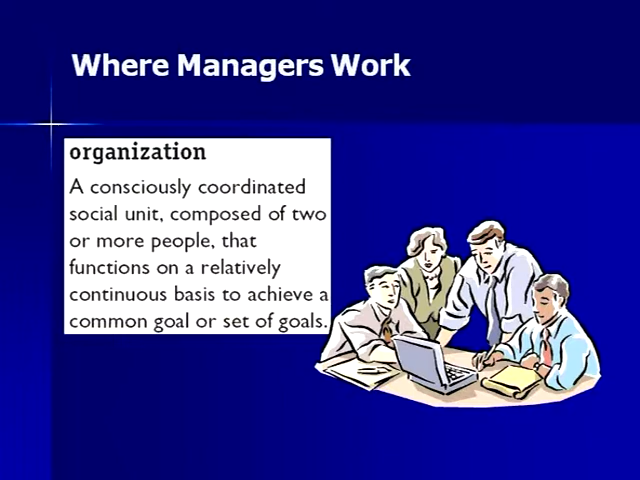 Where Managers Work
organization
A consciously coordinated
social unit, composed of two
or more people, that
functions on a relatively
continuous basis to achieve a
common goal or set of goals.